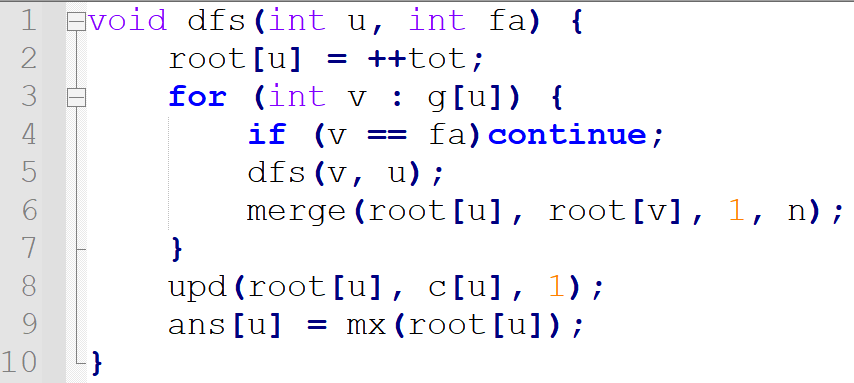 1 void dfs(int u, int fa) {
2 root[u] = ++tot;
3 for (int v : g[u]) {
4 if (v == fa)continue;
5 dfs(v, u);
6 merge(root[u], root[v], 1, n);
7 }
8 upd(root[u], c[u], 1);
9 ans[u] = mx(root[u]);
10 }